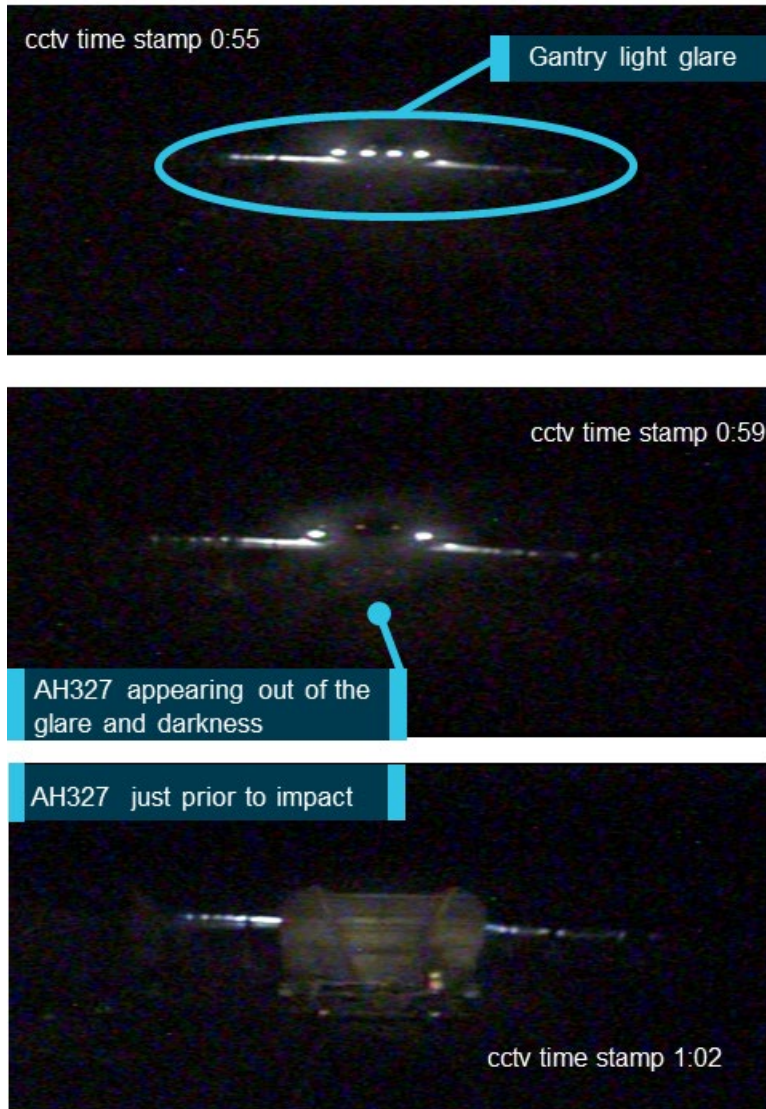 cctv time stamp 0:55
Gantry light glare
cctv time stamp 0:59
AH327 appearing out of the
glare and darkness
AH327 just prior to impact
cctv time stamp 1:02